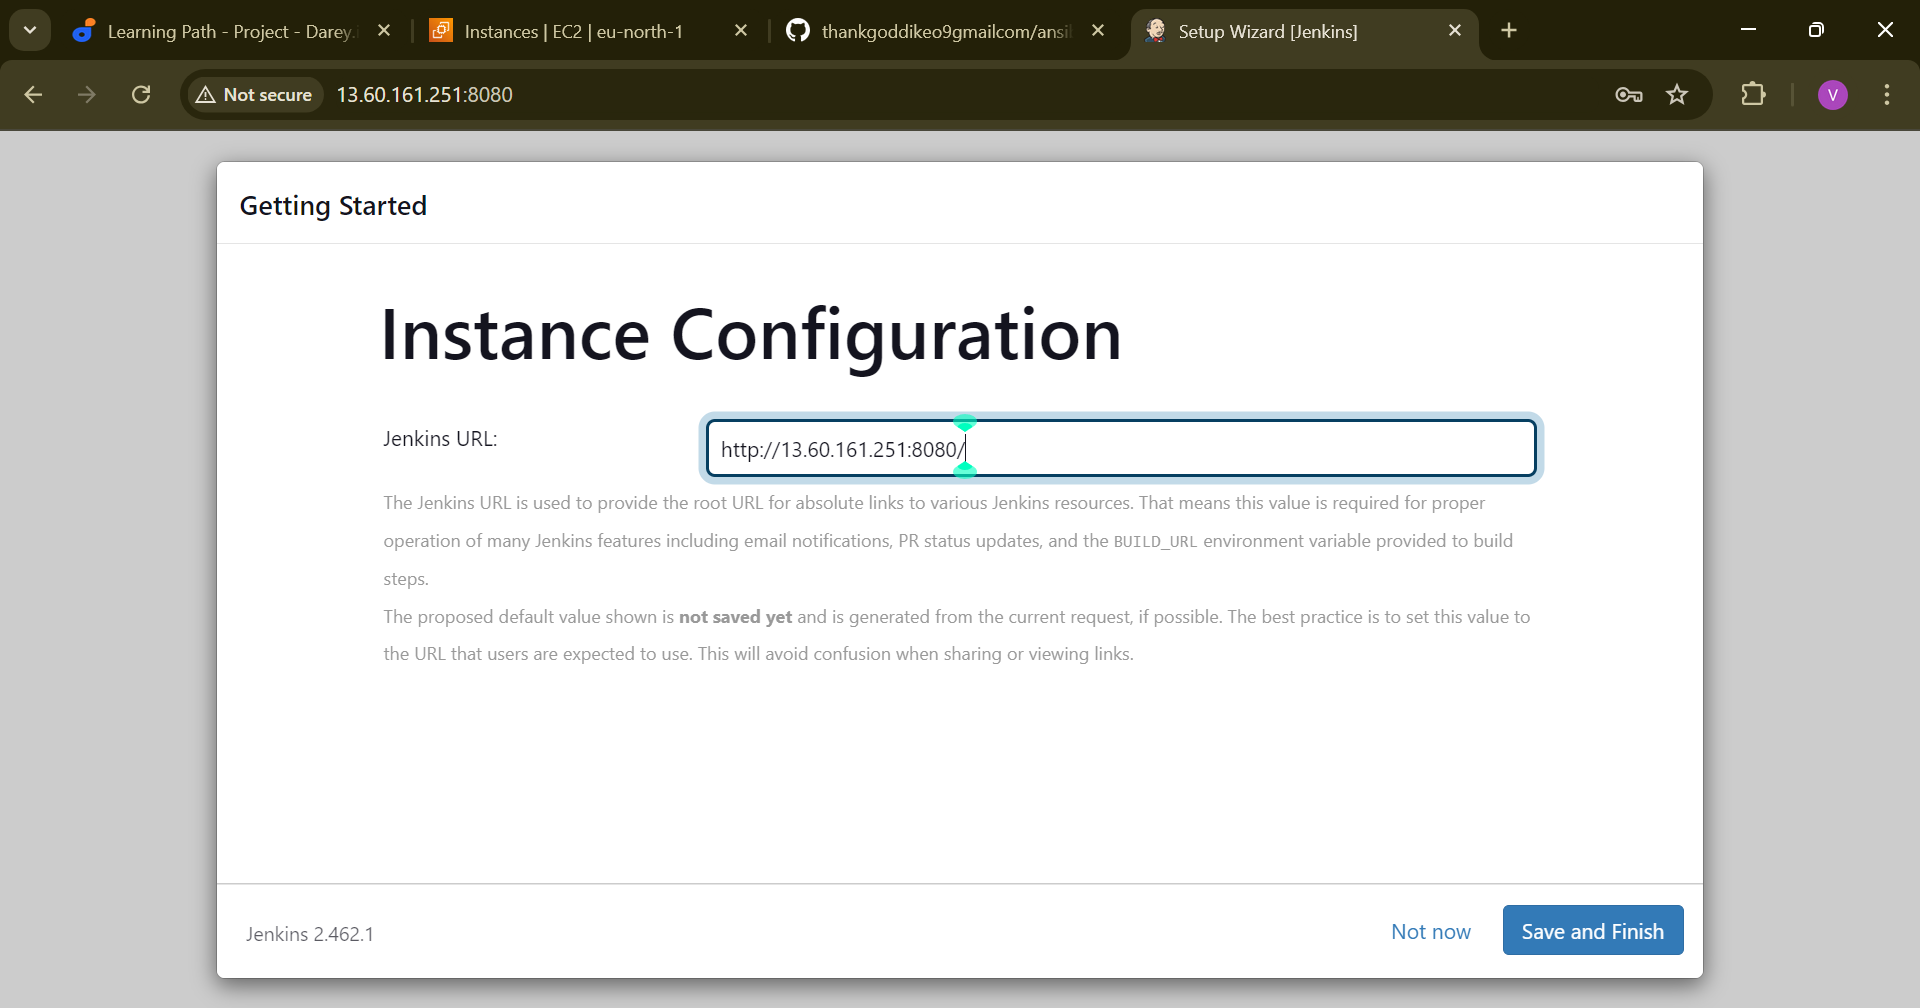 Learning Path - Project - Darey.i
Instances | EC2 | eu-north-1
thankgoddikeo9gmailcom/ansi
Setup Wizard [Jenkins]
Not secure
13.60.161.251:8080
V
Getting Started
Instance Configuration
Jenkins URL:
http://13.60.161.251:8080/
The Jenkins URL is used to provide the root URL for absolute links to various Jenkins resources. That means this value is required for proper
operation of many Jenkins features including email notifications, PR status updates, and the BUILD_URL environment variable provided to build
steps.
The proposed default value shown is not saved yet and is generated from the current request, if possible. The best practice is to set this value to
the URL that users are expected to use. This will avoid confusion when sharing or viewing links.
Jenkins 2.462.1
Not now
Save and Finish